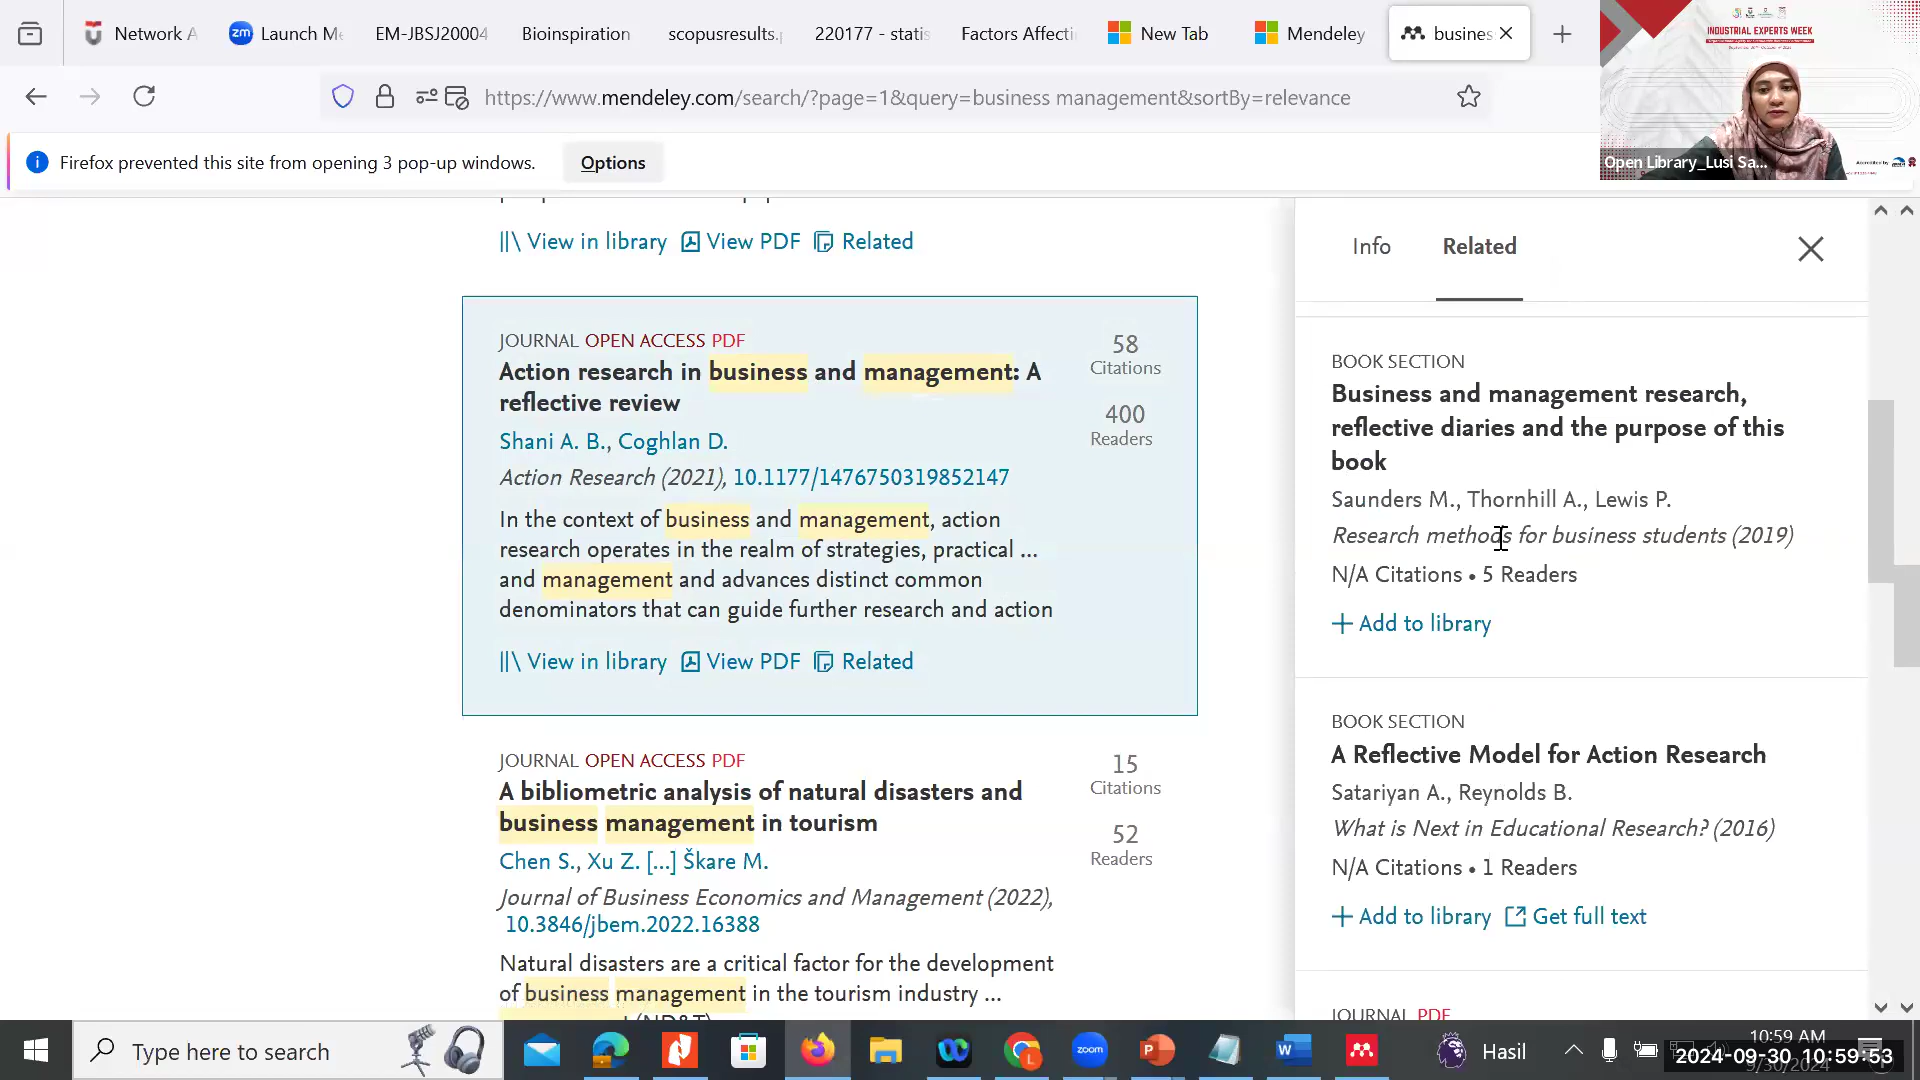 Network A
zm Launch Me
EM-JBSJ20004
Bioinspiration
scopusresults.
220177 - statis
Factors Affecti
New Tab
Mendeley
busines
INDUSTRIAL EXPERTS WEEK
https://www.mendeley.com/search/?page=1&query=business management&sortBy=relevance
Open Library_Lusi Sa...
Firefox prevented this site from opening 3 pop-up windows.
Options
View in library View PDF Related
JOURNAL OPEN ACCESS PDF
Action research in business and management: A
reflective review
Shani A. B., Coghlan D.
Action Research (2021), 10.1177/1476750319852147
In the context of business and management, action
research operates in the realm of strategies, practical ...
and management and advances distinct common
denominators that can guide further research and action
58
Citations
400
Readers
View in library View PDF Related
JOURNAL OPEN ACCESS PDF
A bibliometric analysis of natural disasters and
business management in tourism
Chen S., Xu Z. [...] Škare M.
Journal of Business Economics and Management (2022),
10.3846/jbem.2022.16388
Natural disasters are a critical factor for the development
of business management in the tourism industry ...
15
Citations
52
Readers
Info
Related
BOOK SECTION
Business and management research,
reflective diaries and the purpose of this
book
Saunders M., Thornhill A., Lewis P.
Research methods for business students (2019)
N/A Citations • 5 Readers
+ Add to library
BOOK SECTION
A Reflective Model for Action Research
Satariyan A., Reynolds B.
What is Next in Educational Research? (2016)
N/A Citations • 1 Readers
+ Add to library Get full text
JOURNAL PDF
Type here to search
zoom
Hasil
10:59 AM
2024-09-30 10:59:53
9/30/2024